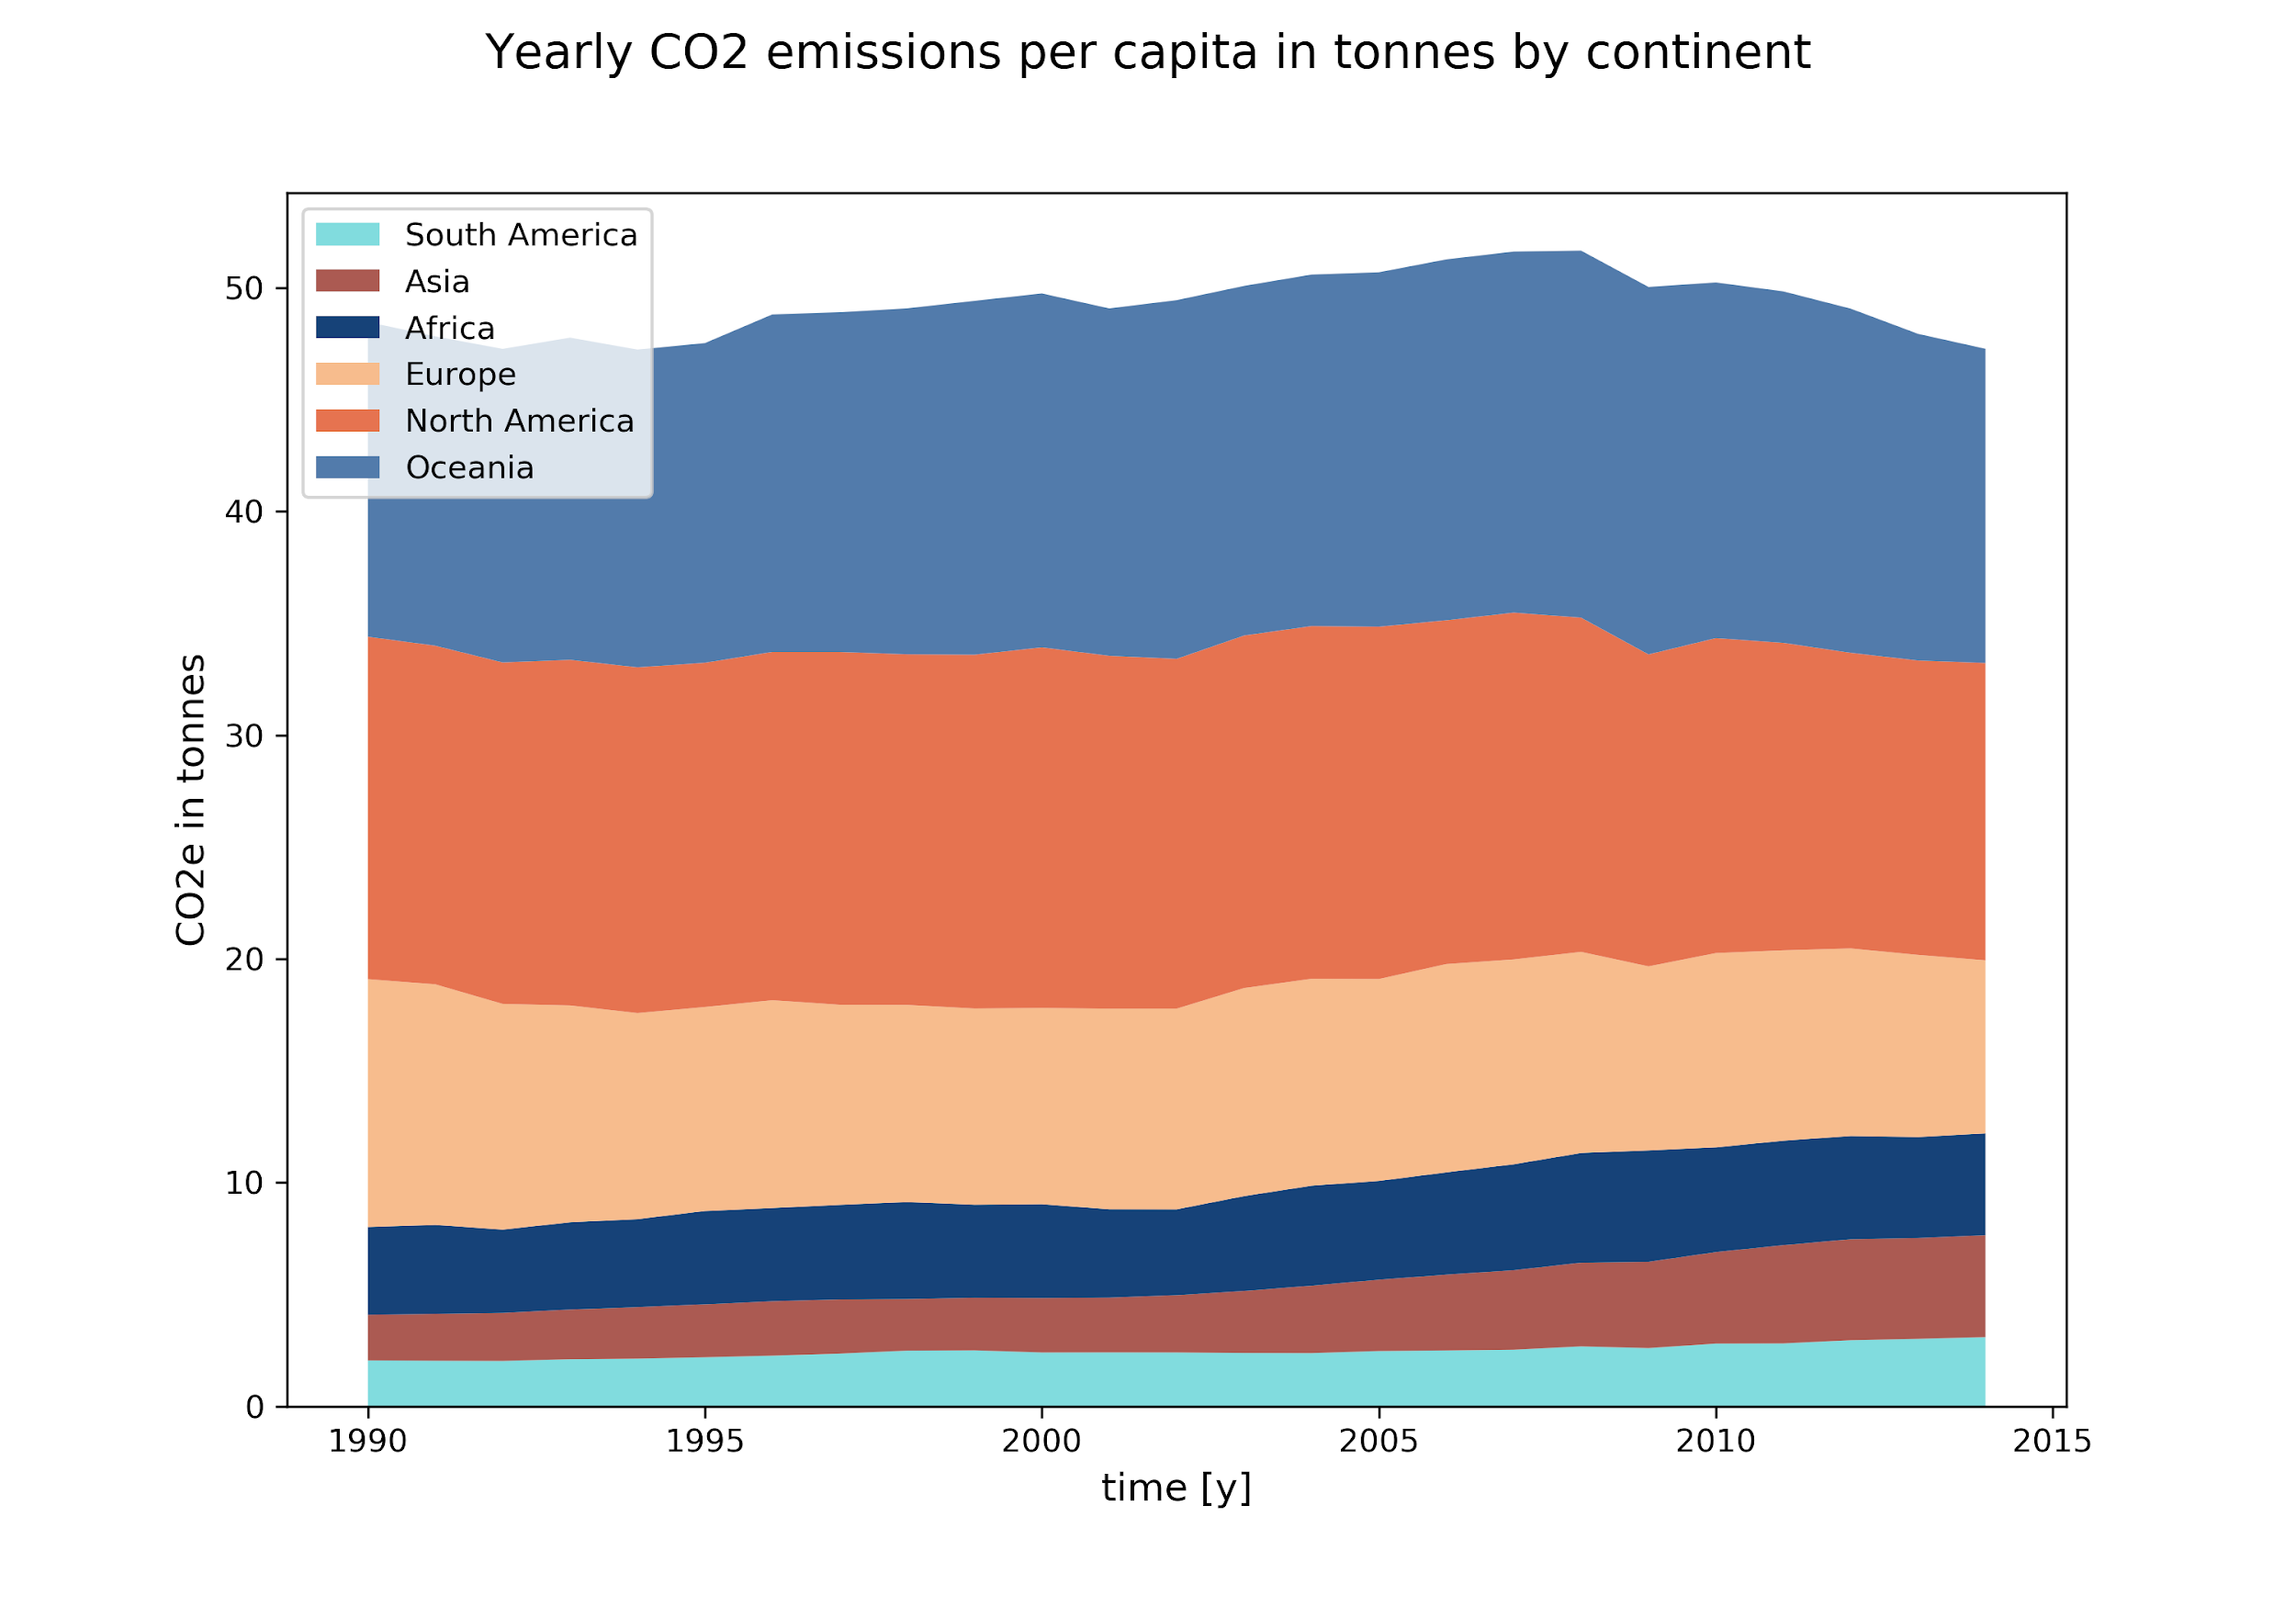 Yearly CO2 emissions per capita in tonnes by continent
South America
Asia
Africa
Europe
North America
Oceania
CO2e in tonnes
50
40
30
20
10
0
1990 1995 2000 2005 2010 2015
time [y]